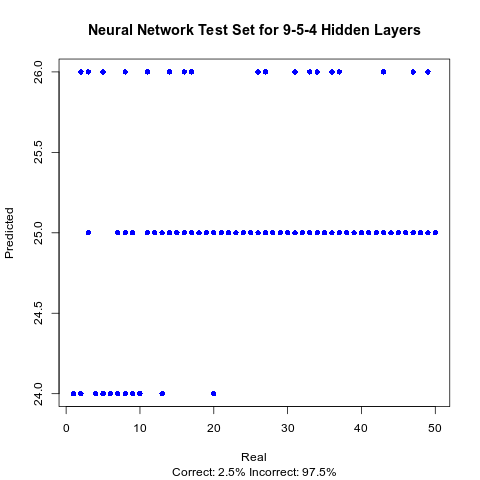 Neural Network Test Set for 9-5-4 Hidden Layers
26.0
25.5
25.0
24.5
24.0
Predicted
0 10 20 30 40 50
Real
Correct: 2.5% Incorrect: 97.5%